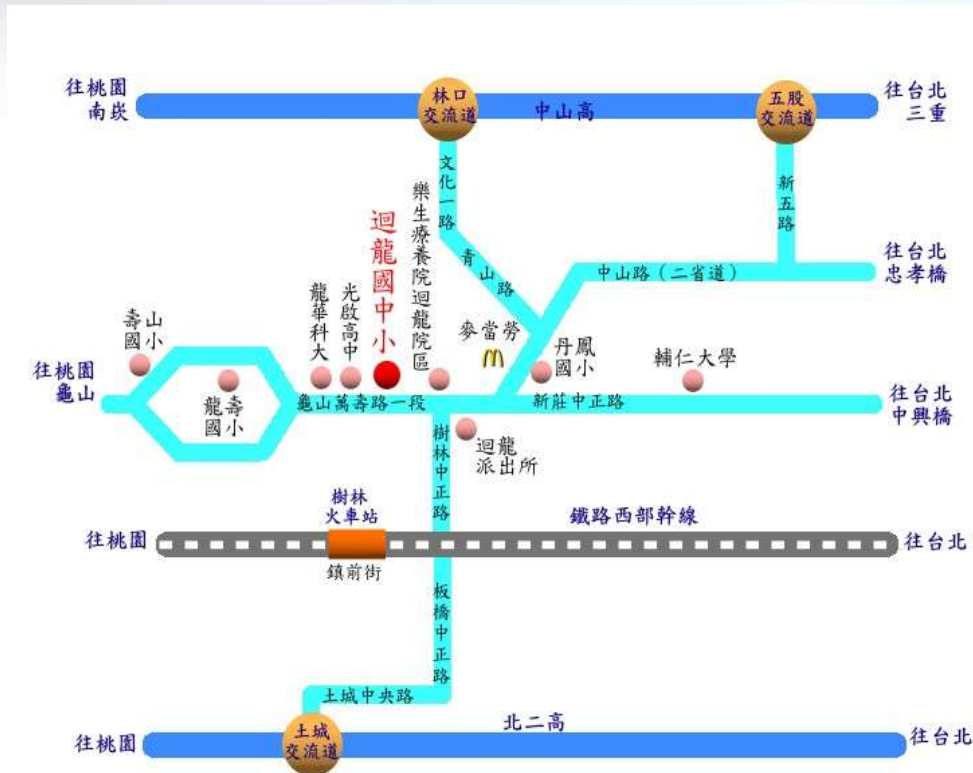 往桃園
南崁
林口
交流道
中山高
五股
交流道
往台北
三重
文化一路
新五路
樂生療養院迴龍院區
迴龍國中小
青山路
中山路（二省道）
往台北
忠孝橋
龍華科大
光啟高中
壽山
國小
麥當勞
丹鳳
國小
輔仁大學
往桃園
龜山
龍壽
國小
龜山萬壽路一段
新莊中正路
往台北
中興橋
樹林中正路
迴龍
派出所
樹林
火車站
鐵路西部幹線
往桃園
往台北
鎮前街
板橋中正路
土城中央路
土城
交流道
北二高
往桃園
往台北